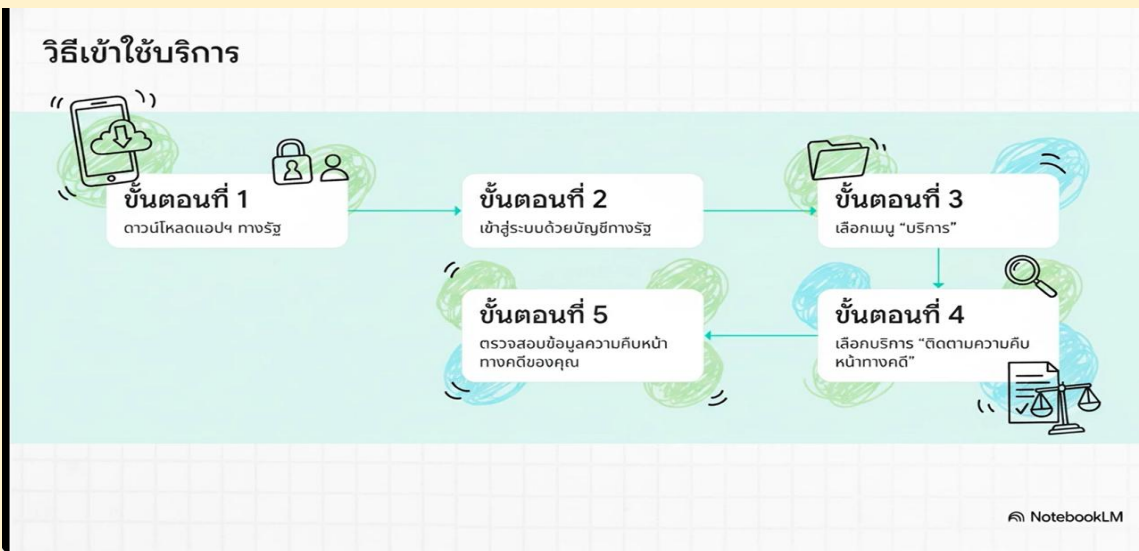 วิธีเข้าใช้บริการ
ขั้นตอนที่ 1
ดาวน์โหลดแอปฯ ทางรัฐ
ขั้นตอนที่ 2
เข้าสู่ระบบด้วยบัญชีทางรัฐ
ขั้นตอนที่ 3
เลือกเมนู “บริการ”
ขั้นตอนที่ 4
เลือกบริการ “ติดตามความคืบ
หน้าทางคดี”
ขั้นตอนที่ 5
ตรวจสอบข้อมูลความคืบหน้า
ทางคดีของคุณ
NotebookLM